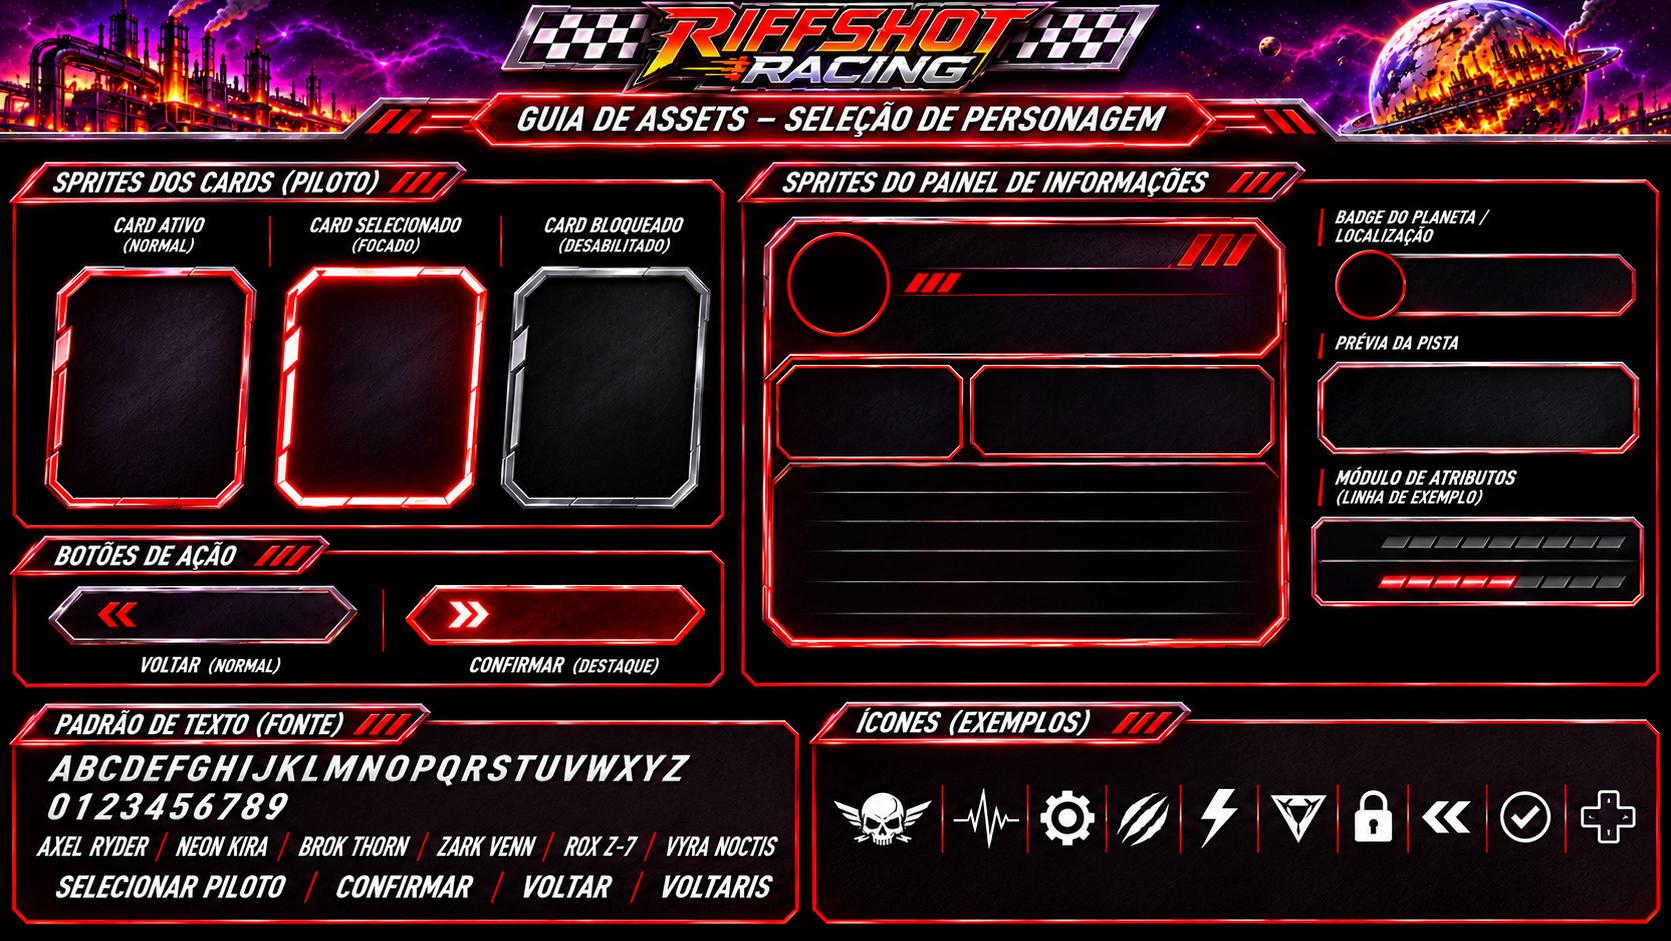 RIFFSHOT
RACING
GUIA DE ASSETS – SELEÇÃO DE PERSONAGEM
SPRITES DOS CARDS (PILOTO)
CARD ATIVO
(NORMAL)
CARD SELECIONADO
(FOCADO)
CARD BLOQUEADO
(DESABILITADO)
BOTÕES DE AÇÃO
VOLTAR (NORMAL)
CONFIRMAR (DESTAQUE)
SPRITES DO PAINEL DE INFORMAÇÕES
BADGE DO PLANETA /
LOCALIZAÇÃO
PRÉVIA DA PISTA
MÓDULO DE ATRIBUTOS
(LINHA DE EXEMPLO)
PADRÃO DE TEXTO (FONTE)
ABCDEFGHIJKLMNOPQRSTUVWXYZ
0123456789
AXEL RYDER / NEON KIRA / BROK THORN / ZARK VENN / ROX Z-7 / VYRA NOCTIS
SELECIONAR PILOTO / CONFIRMAR / VOLTAR / VOLTARIS
ÍCONES (EXEMPLOS)